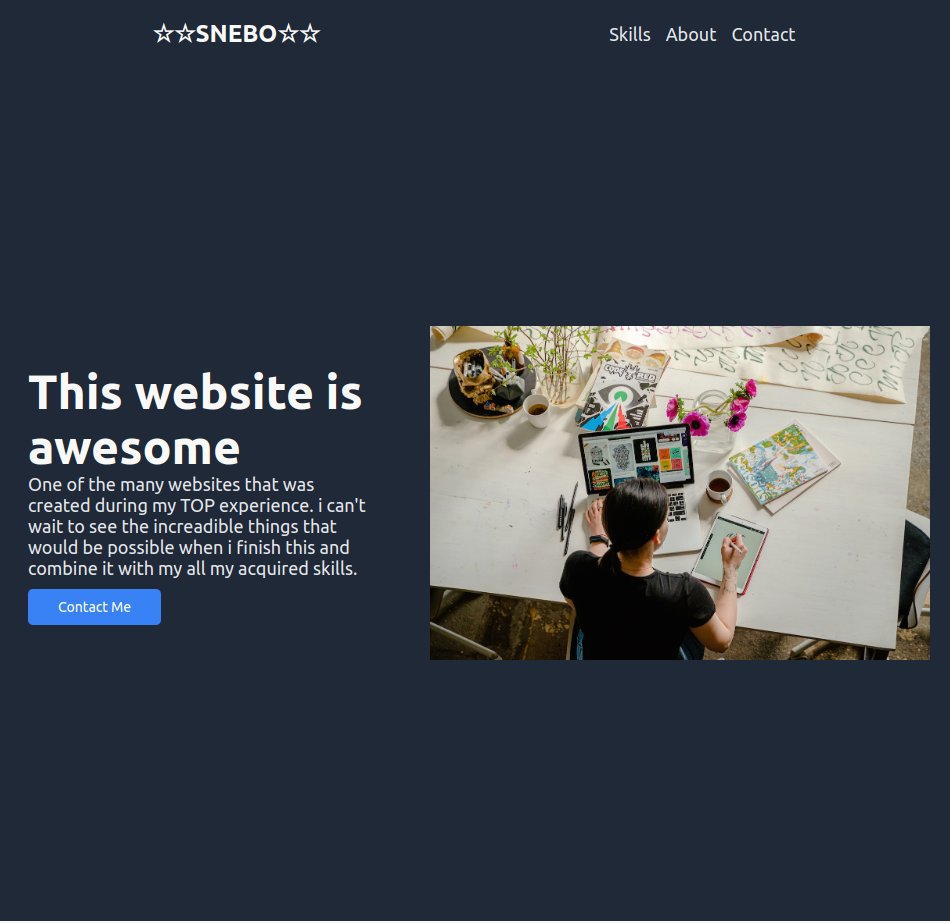 ☆☆SNEBO☆☆
Skills About Contact
This website is
awesome
One of the many websites that was
created during my TOP experience. i can't
wait to see the increadible things that
would be possible when i finish this and
combine it with my all my acquired skills.
Contact Me